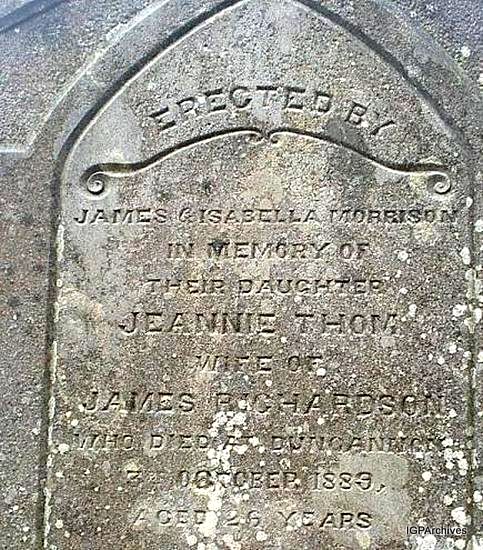 ERECTED BY
JAMES & ISABELLA MORRISON
IN MEMORY OF
THEIR DAUGHTER
JEANNIE THOM
WIFE OF
JAMES RICHARDSON
WHO DIED AT DUNGANNON
OCTOBER 1889,
AGED 26 YEARS
IGPArchives